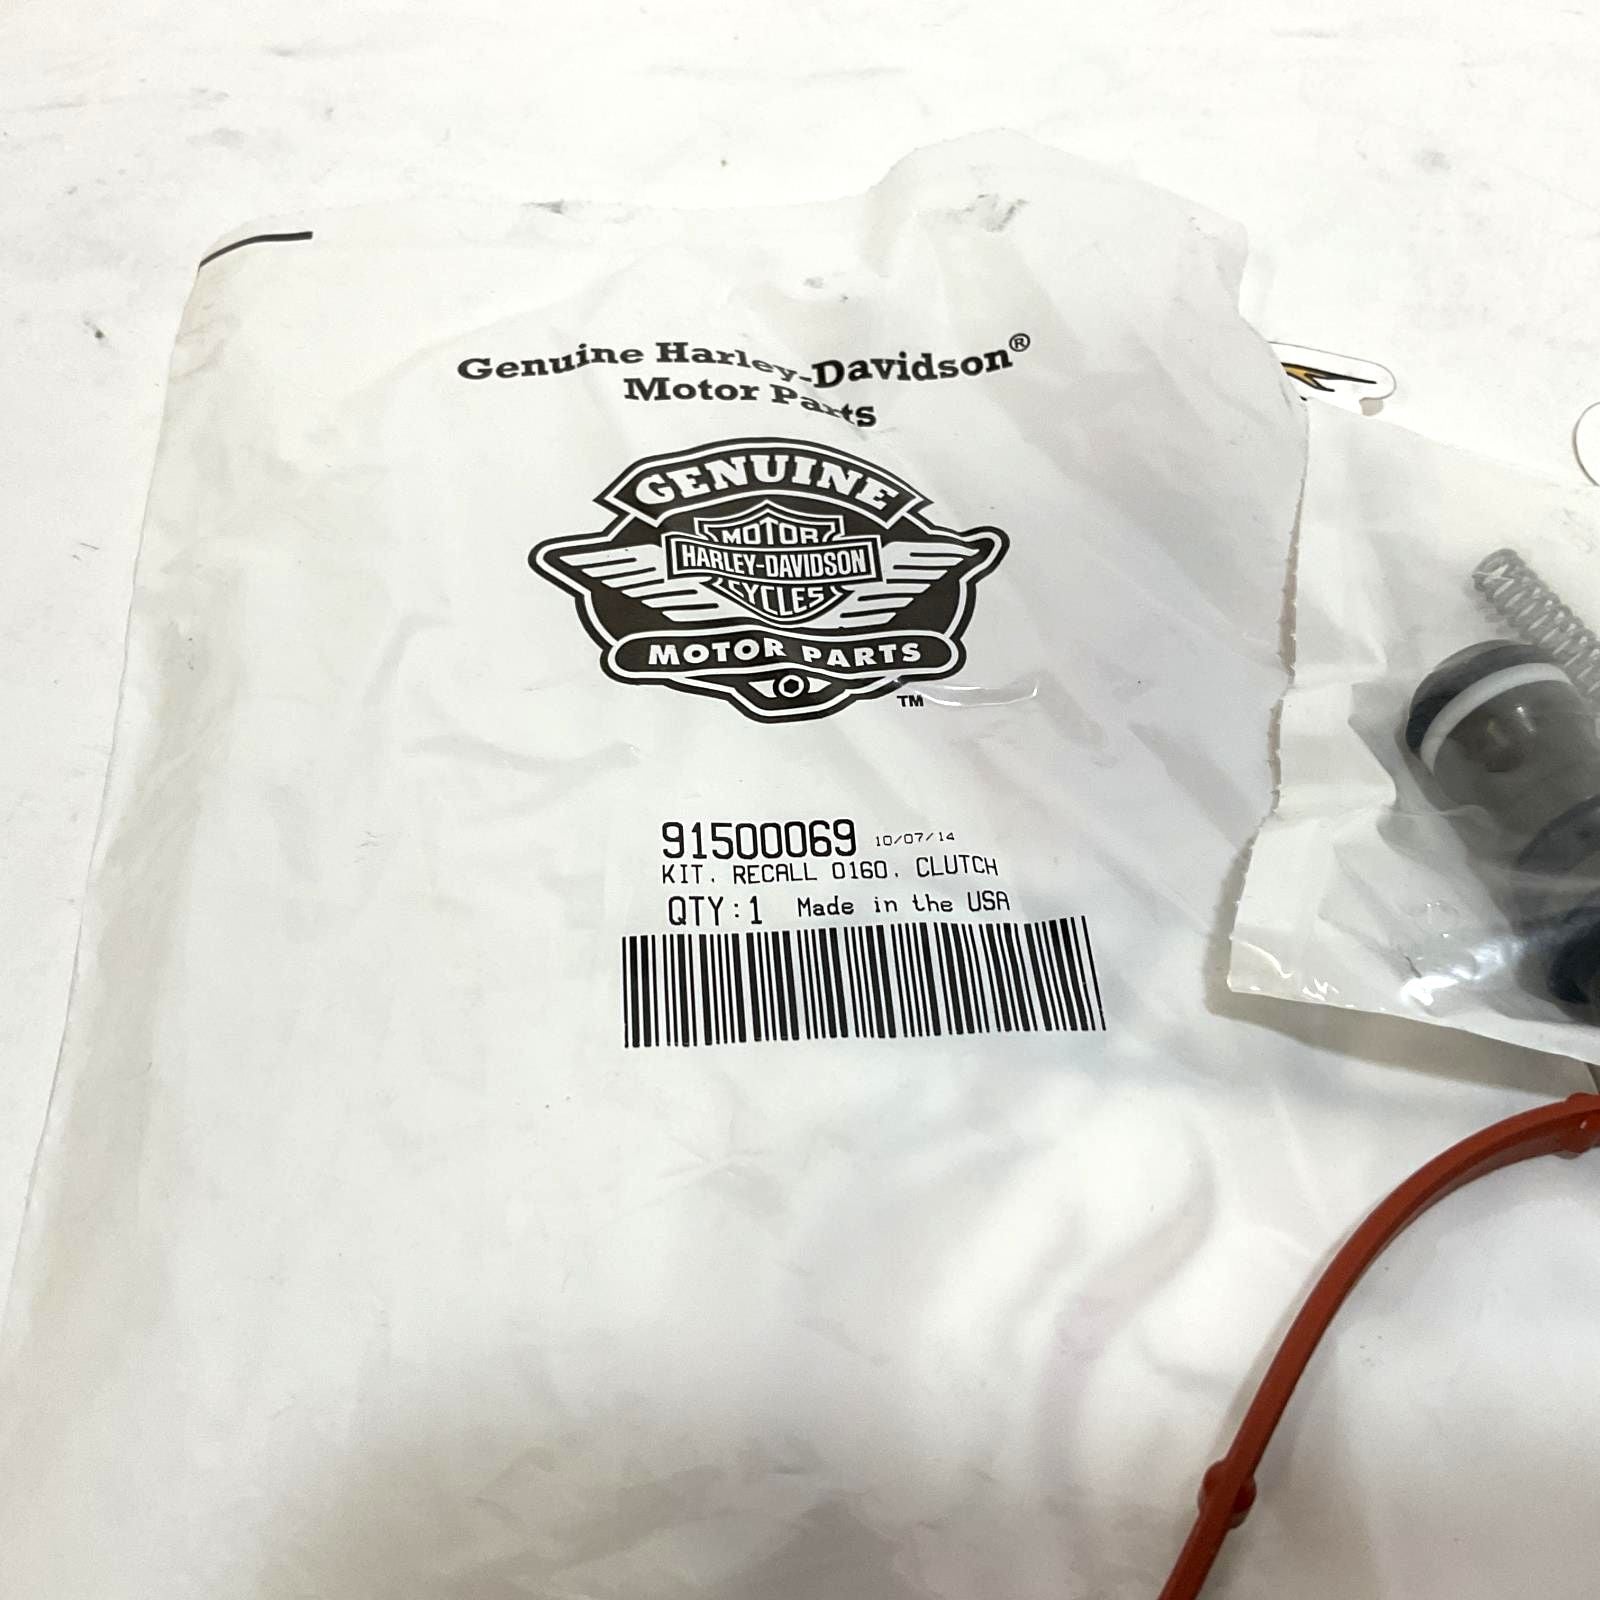 Genuine Harley-Davidson®
Motor Parts
GENUINE
MOTOR
HARLEY-DAVIDSON
CYCLES
MOTOR PARTS
TM
91500069 10/07/14
KIT, RECALL 0160, CLUTCH
QTY:1 Made in the USA